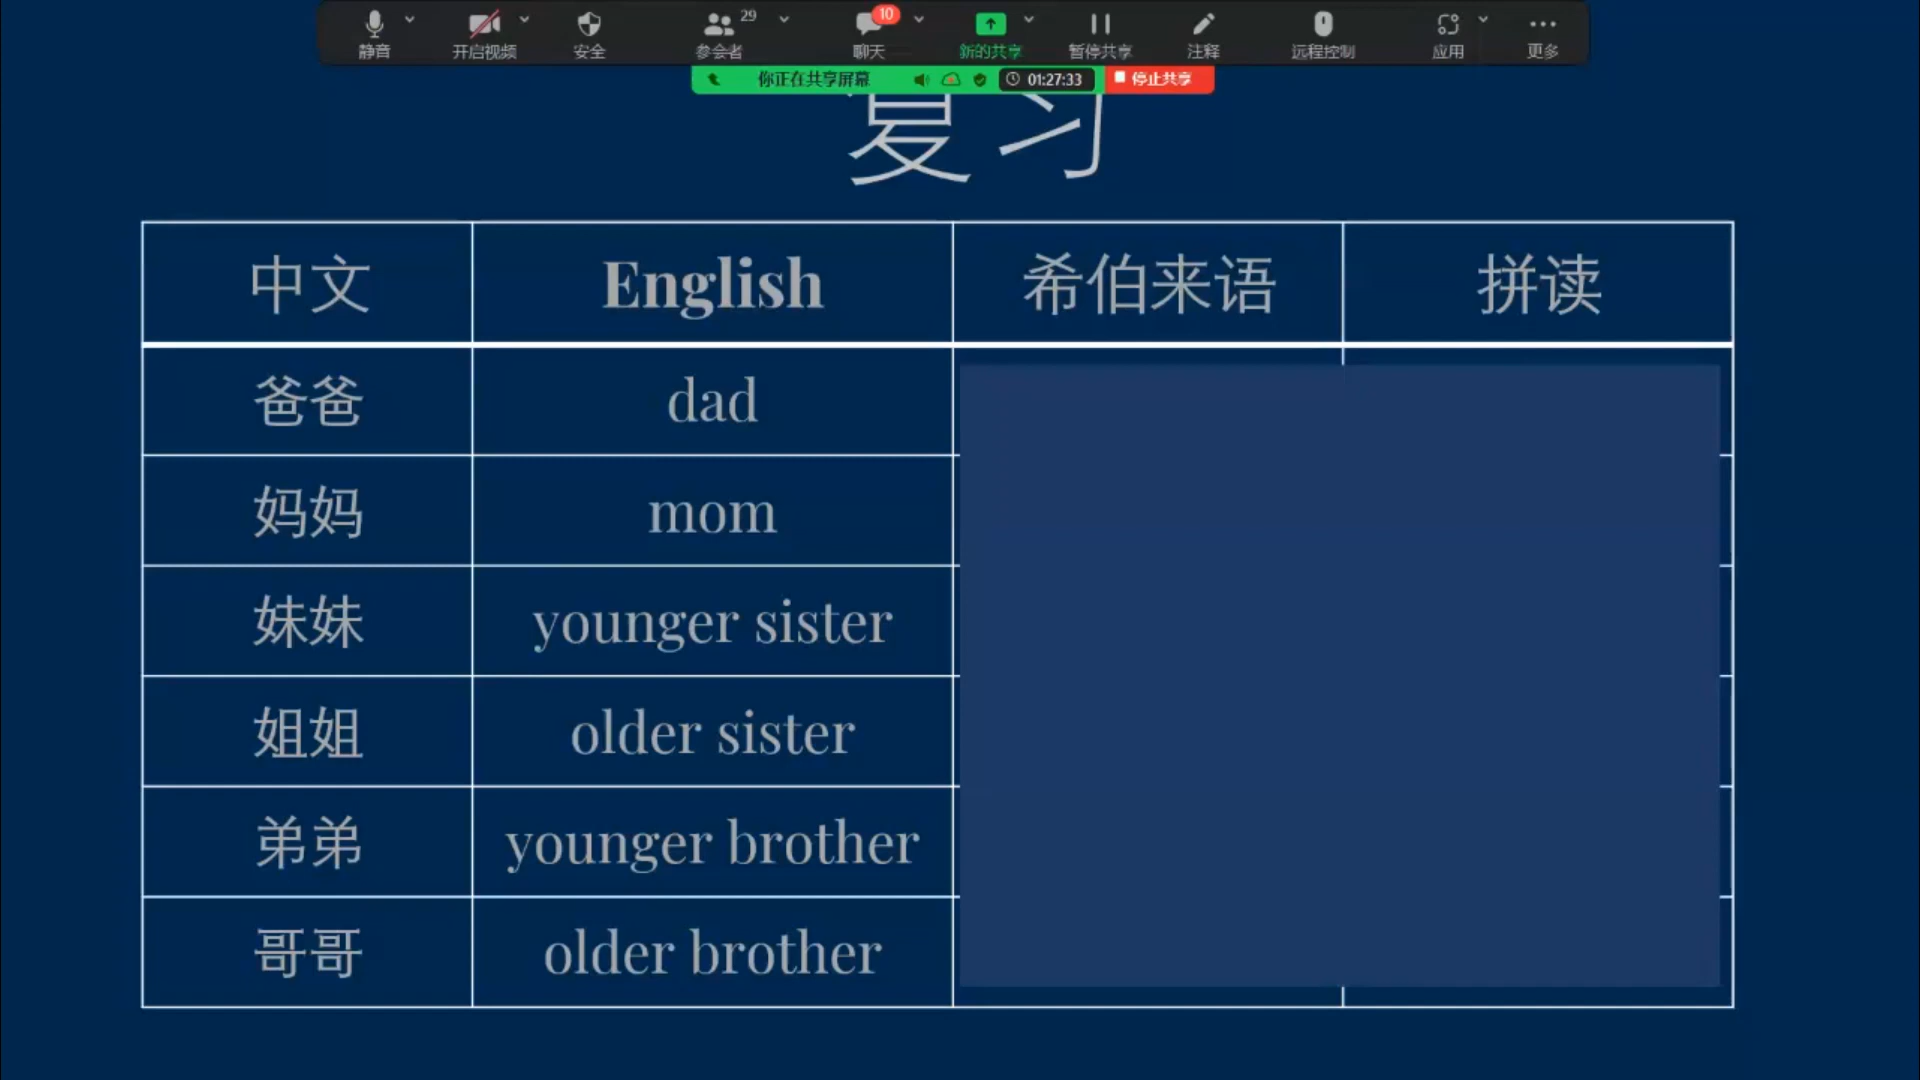 静音 开启视频 安全 参会者 29 聊天 10 新的共享 暂停共享 注释 远程控制 应用 更多
你正在共享屏幕 01:27:33 停止共享
复习
中文 English 希伯来语 拼读
爸爸 dad
妈妈 mom
妹妹 younger sister
姐姐 older sister
弟弟 younger brother
哥哥 older brother